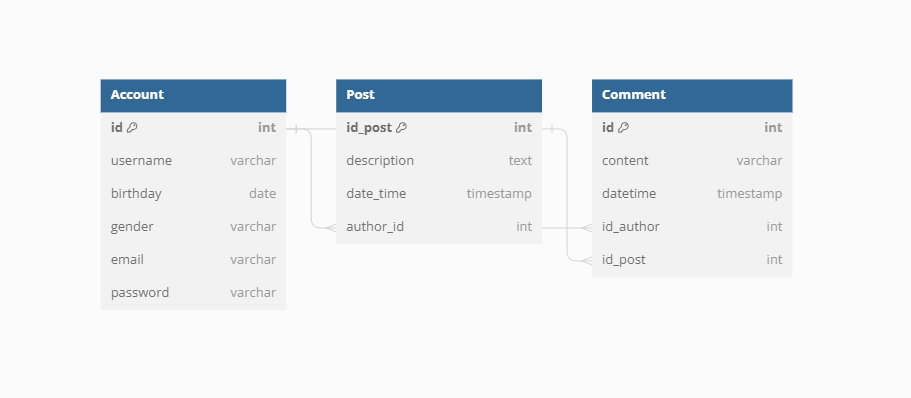 Account
id int
username varchar
birthday date
gender varchar
email varchar
password varchar
Post
id_post int
description text
date_time timestamp
author_id int
Comment
id int
content varchar
datetime timestamp
id_author int
id_post int